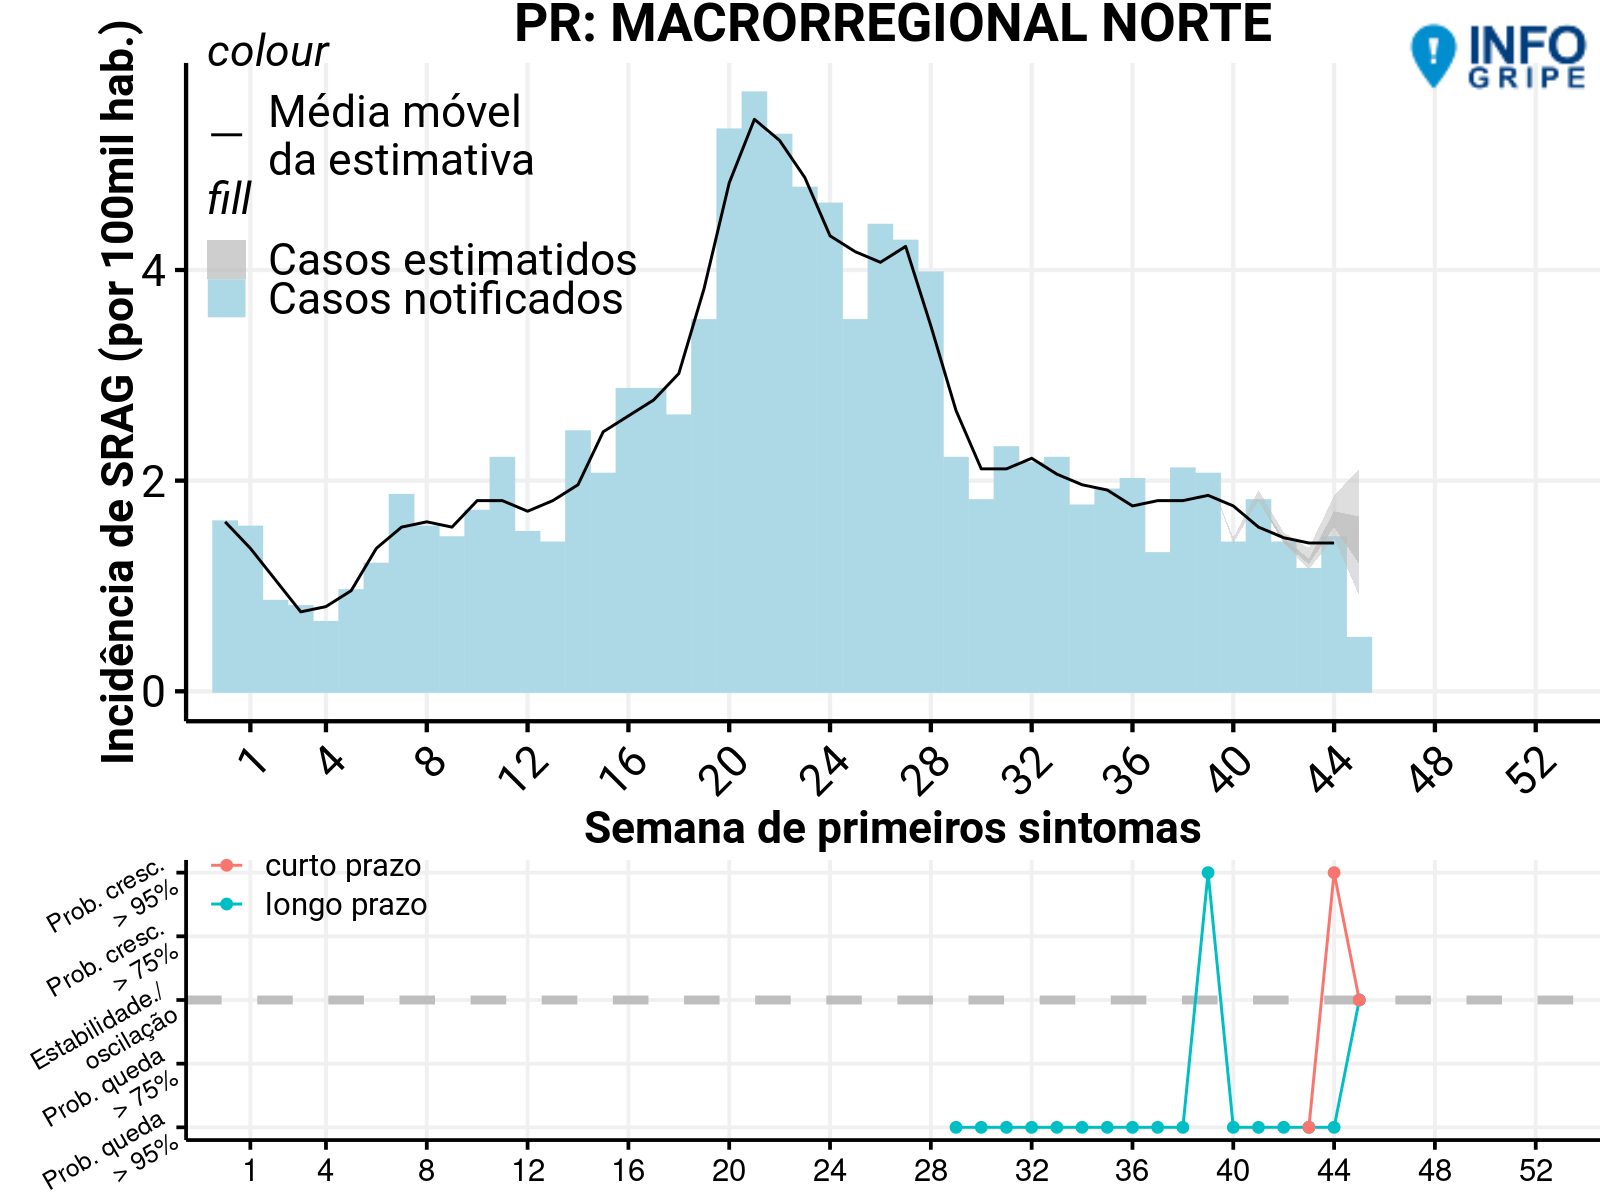 PR: MACRORREGIONAL NORTE
INFO
GRIPE
colour
Média móvel
da estimativa
fill
Casos estimatidos
Casos notificados
Incidência de SRAG (por 100mil hab.)
4
2
0
1 4 8 12 16 20 24 28 32 36 40 44 48 52
Semana de primeiros sintomas
curto prazo
longo prazo
Prob. cresc.
> 95%
Prob. cresc.
> 75%
Estabilidade./
oscilação
Prob. queda
> 75%
Prob. queda
> 95%
1 4 8 12 16 20 24 28 32 36 40 44 48 52